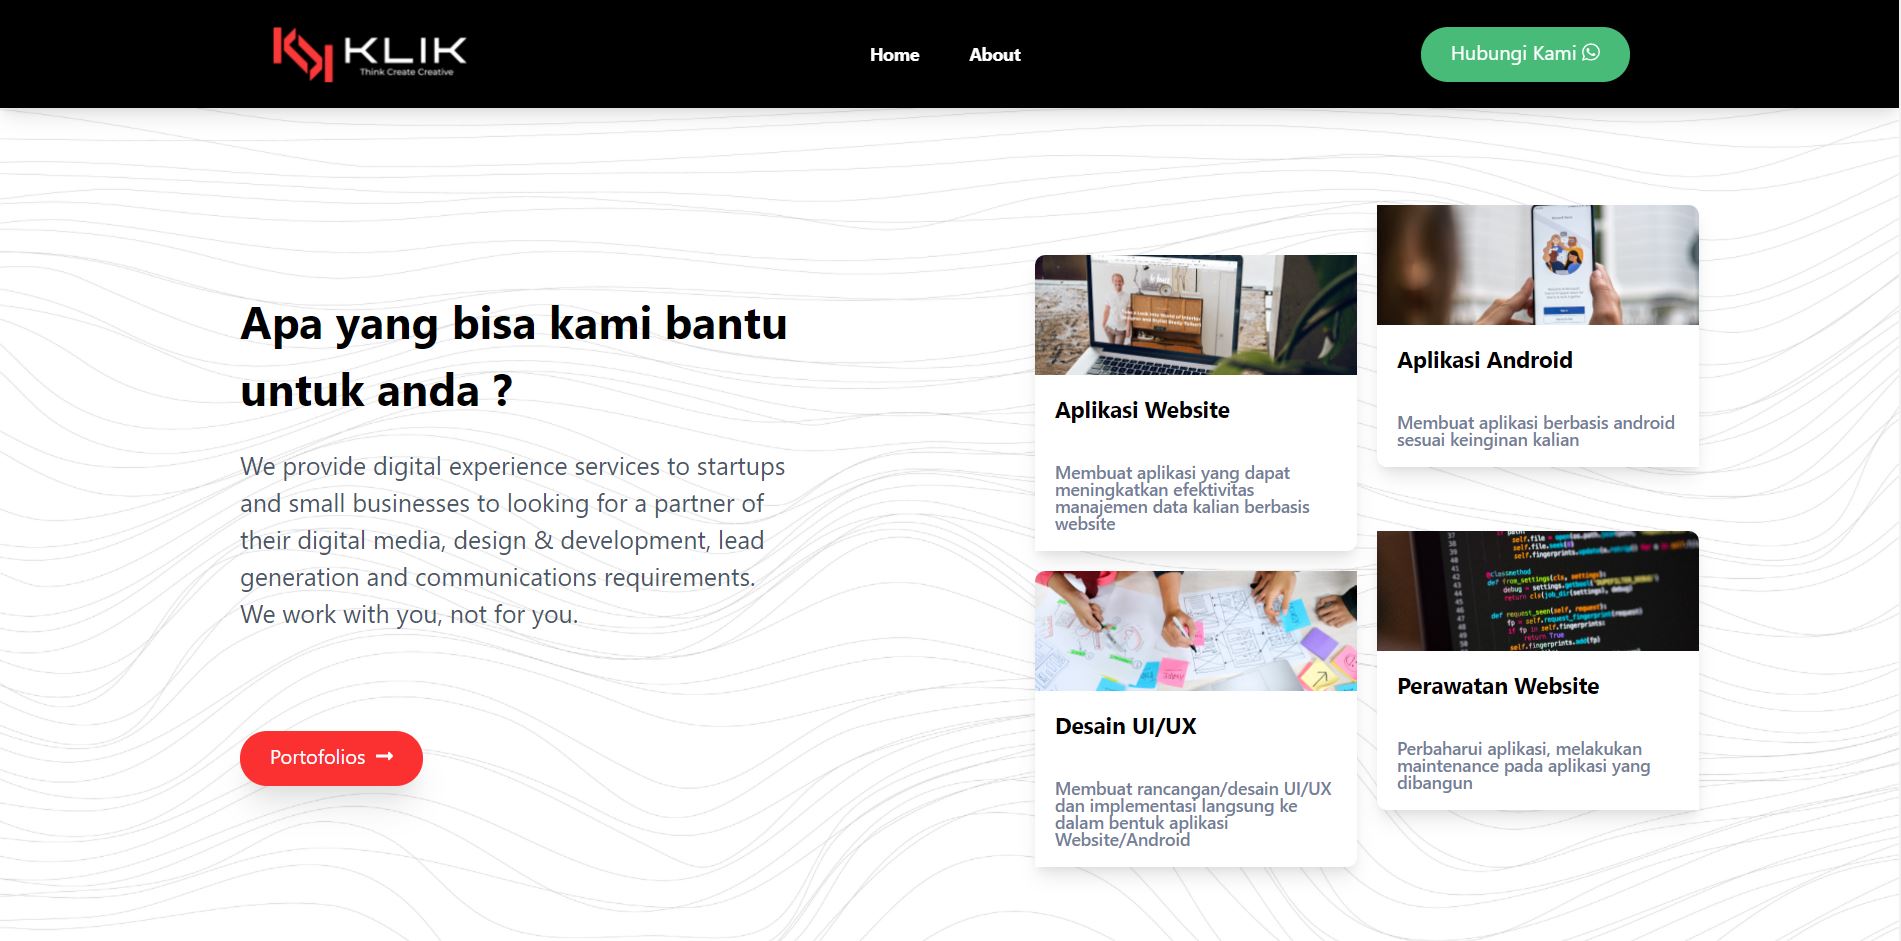 KLIK
Think Create Creative
Home
About
Hubungi Kami
Apa yang bisa kami bantu
untuk anda ?
We provide digital experience services to startups
and small businesses to looking for a partner of
their digital media, design & development, lead
generation and communications requirements.
We work with you, not for you.
Portofolios
Aplikasi Website
Membuat aplikasi yang dapat
meningkatkan efektivitas
manajemen data kalian berbasis
website
Aplikasi Android
Membuat aplikasi berbasis android
sesuai keinginan kalian
Desain UI/UX
Membuat rancangan/desain UI/UX
dan implementasi langsung ke
dalam bentuk aplikasi
Website/Android
Perawatan Website
Perbaharui aplikasi, melakukan
maintenance pada aplikasi yang
dibangun